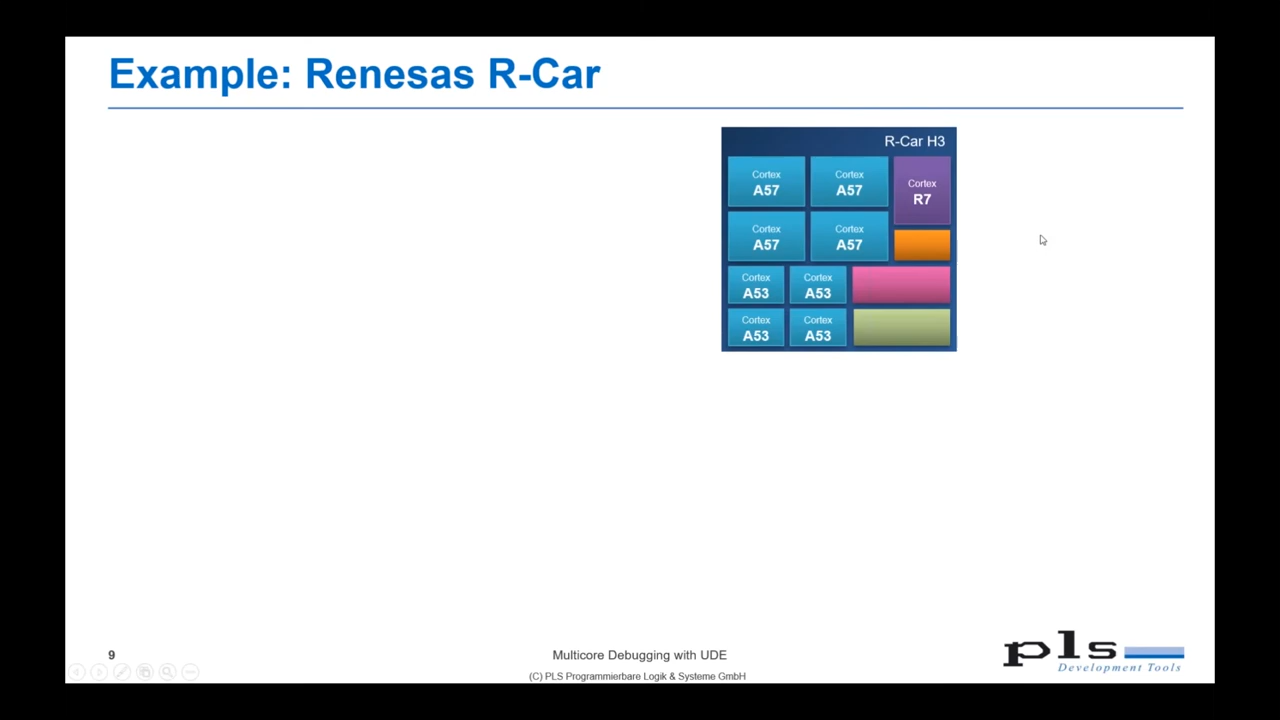 Example: Renesas R-Car
R-Car H3
Cortex
A57
Cortex
A57
Cortex
R7
Cortex
A57
Cortex
A57
Cortex
A53
Cortex
A53
Cortex
A53
Cortex
A53
9
Multicore Debugging with UDE
(C) PLS Programmierbare Logik & Systeme GmbH
pls
Development Tools